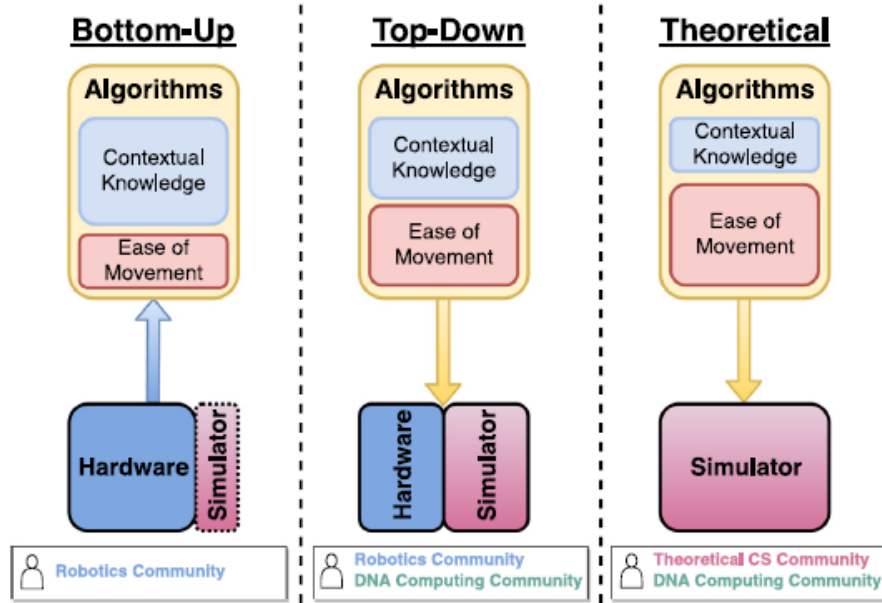 Bottom-Up
Algorithms
Contextual
Knowledge
Ease of
Movement
Hardware
Simulator
Robotics Community
Top-Down
Algorithms
Contextual
Knowledge
Ease of
Movement
Hardware
Simulator
Robotics Community
DNA Computing Community
Theoretical
Algorithms
Contextual
Knowledge
Ease of
Movement
Simulator
Theoretical CS Community
DNA Computing Community